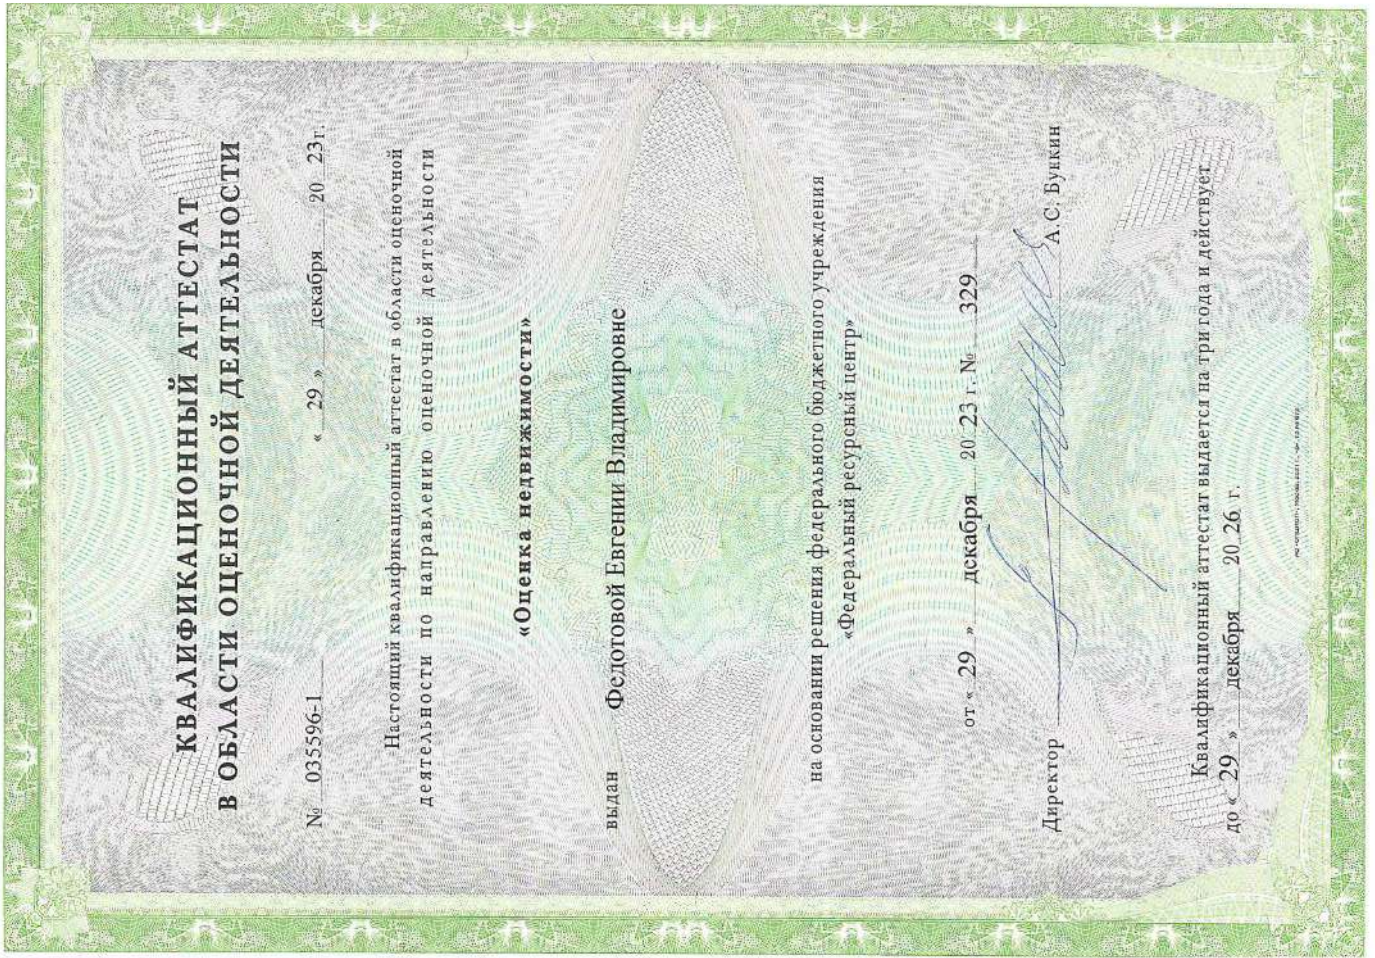 КВАЛИФИКАЦИОННЫЙ АТТЕСТАТ
В ОБЛАСТИ ОЦЕНОЧНОЙ ДЕЯТЕЛЬНОСТИ
№ 035596-1 « 29 » декабря 20 23г.
Настоящий квалификационный аттестат в области оценочной
деятельности по направлению оценочной деятельности
«Оценка недвижимости»
выдан Федотовой Евгении Владимировне
на основании решения федерального бюджетного учреждения
«Федеральный ресурсный центр»
от « 29 » декабря 20 23 г. № 329
Директор А.С. Бункин
Квалификационный аттестат выдается на три года и действует
до « 29 » декабря 20 26 г.